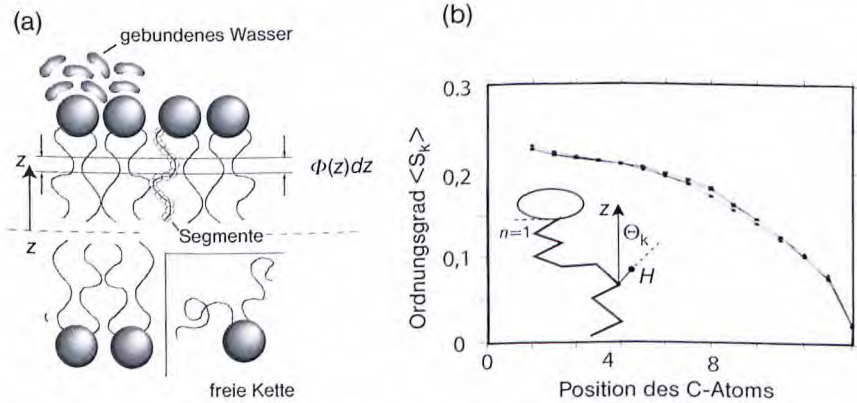 (a)
gebundenes Wasser
z
Φ(z)dz
Segmente
z
freie Kette
(b)
Ordnungsgrad <S_k>
0.3
0,2
0,1
0
0
4
8
Position des C-Atoms
n=1
z
Θ_k
H